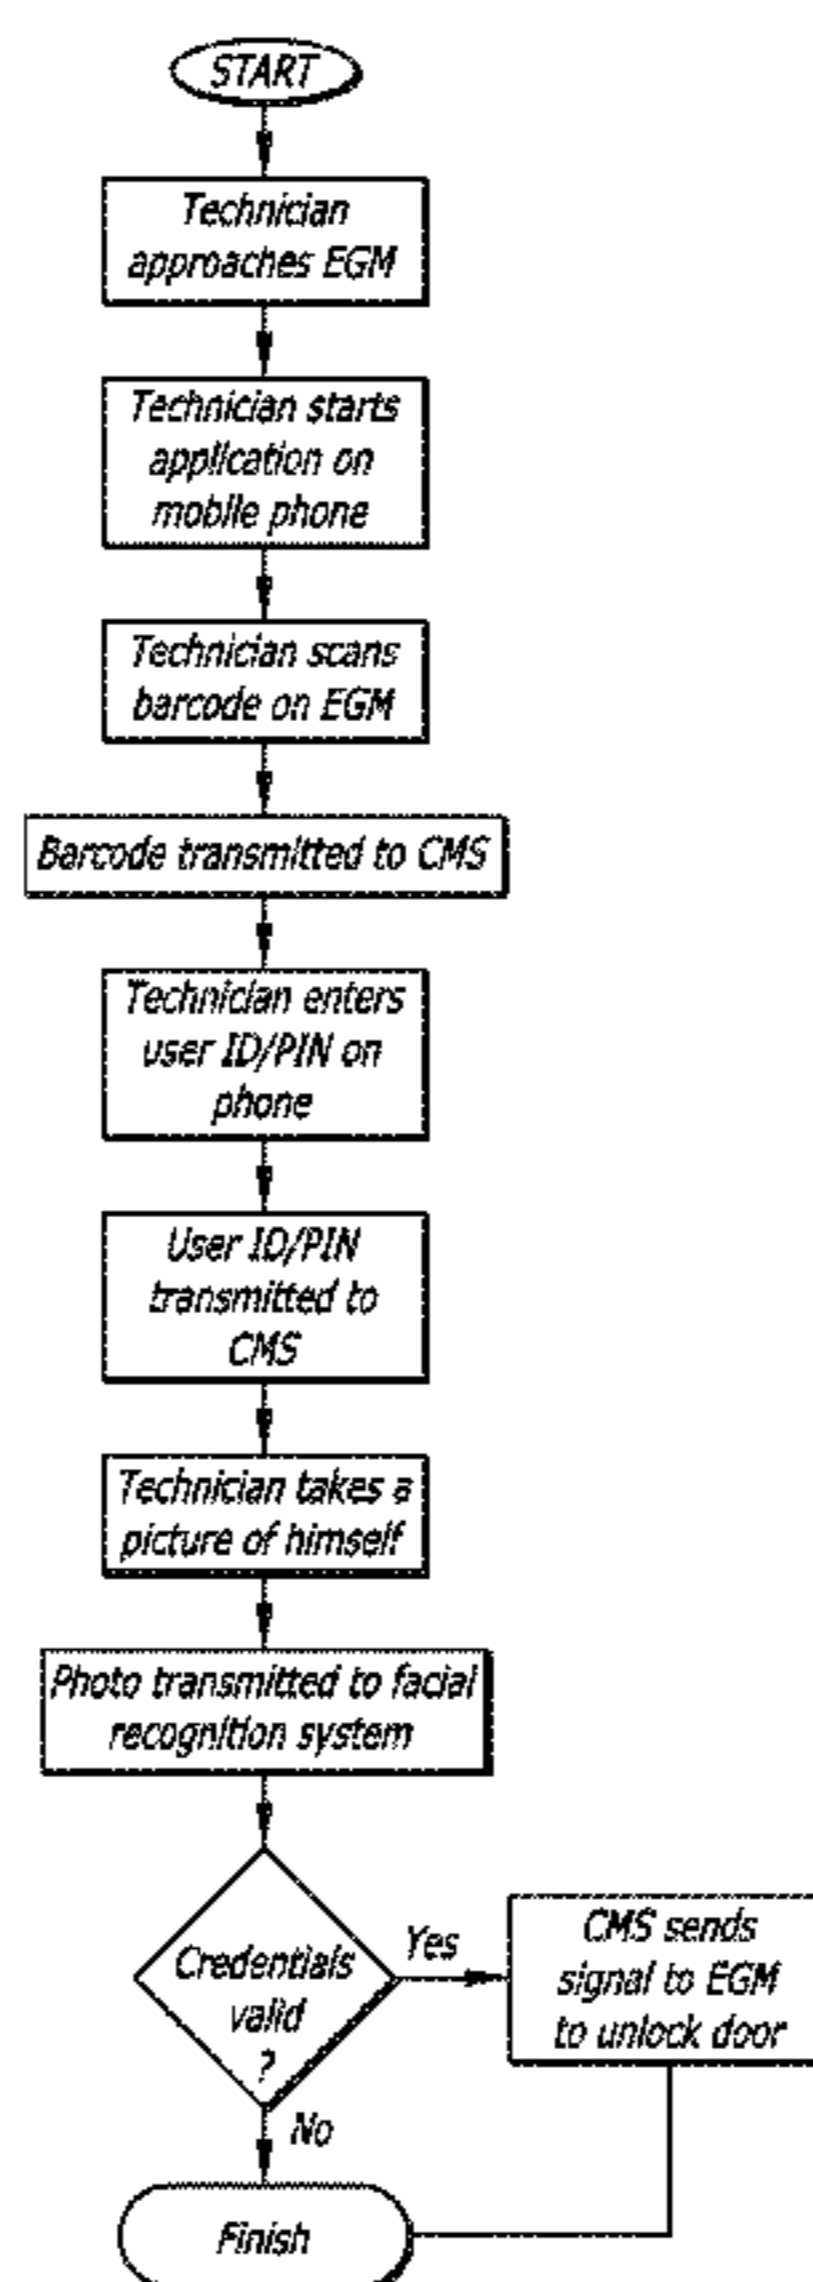 START
Technician
approaches EGM
Technician starts
application on
mobile phone
Technician scans
barcode on EGM
Barcode transmitted to CMS
Technician enters
user ID/PIN on
phone
User ID/PIN
transmitted to
CMS
Technician takes a
picture of himself
Photo transmitted to facial
recognition system
Credentials
valid
?
Yes
CMS sends
signal to EGM
to unlock door
No
Finish